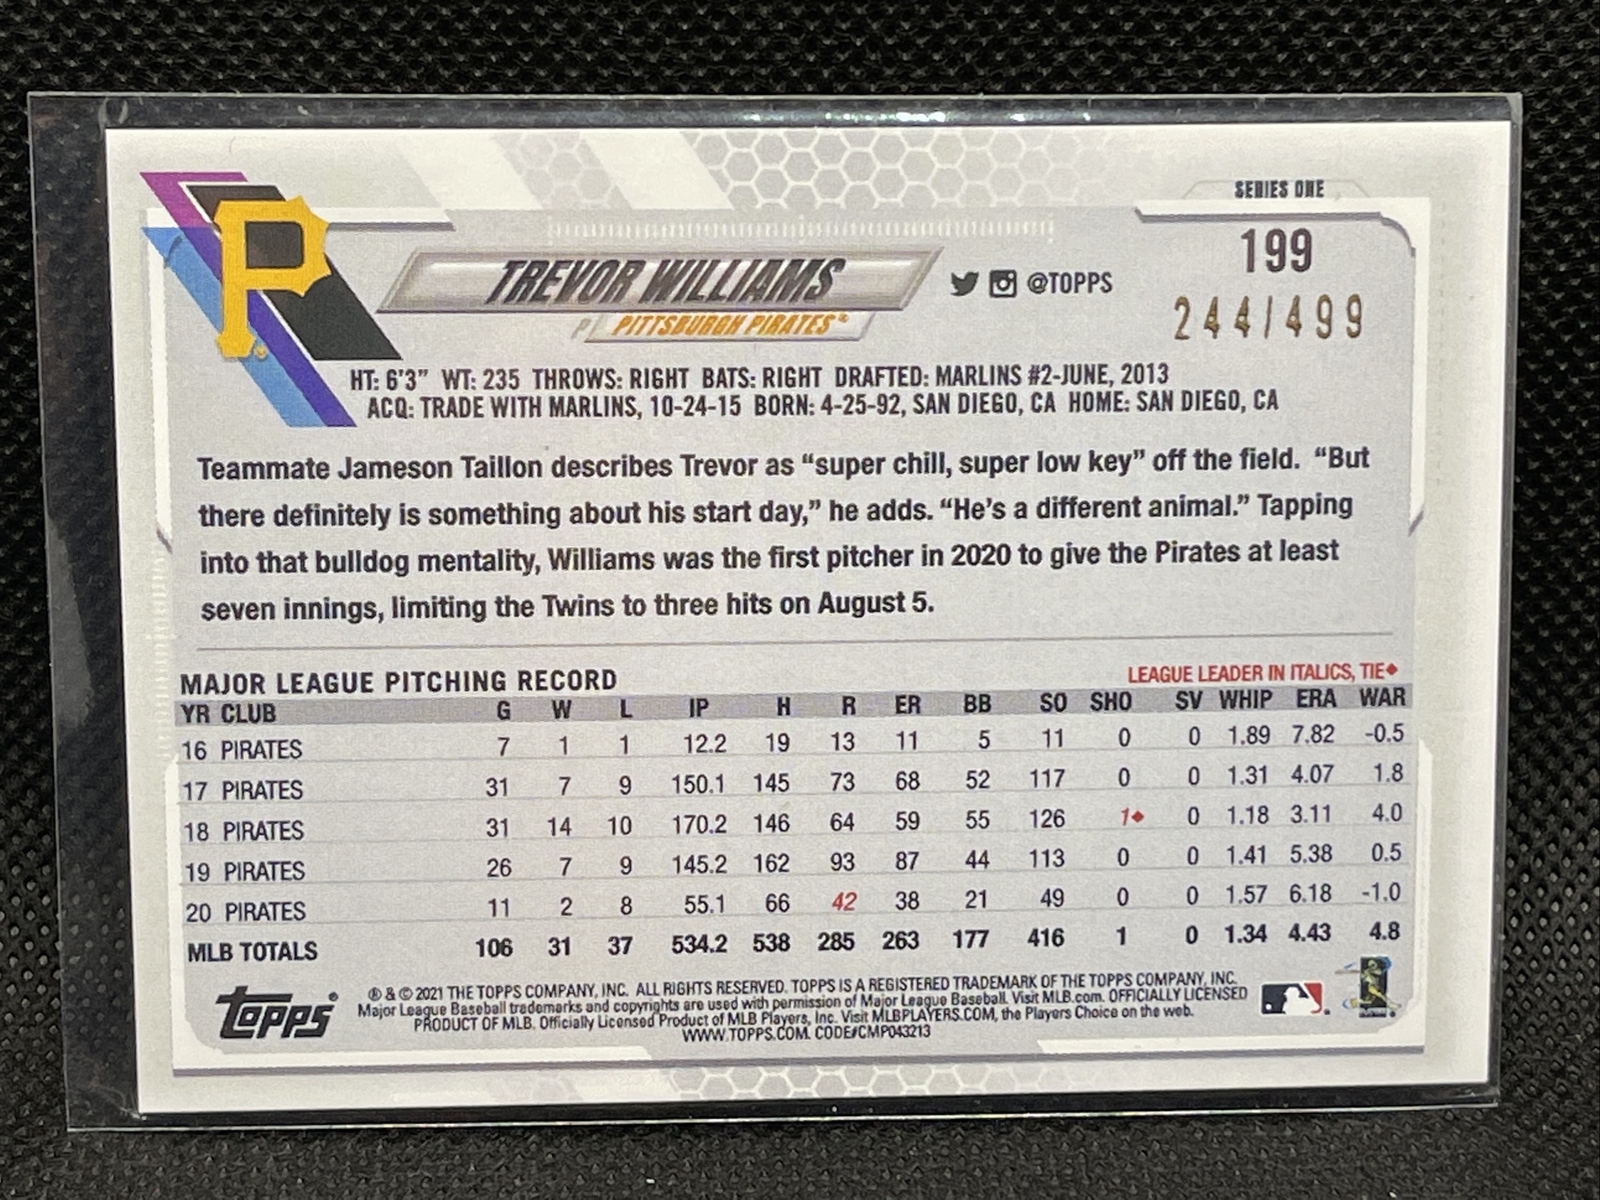 SERIES ONE
199
244/499
P
TREVOR WILLIAMS
@TOPPS
PITTSBURGH PIRATES®
HT: 6'3" WT: 235 THROWS: RIGHT BATS: RIGHT DRAFTED: MARLINS #2-JUNE, 2013
ACQ: TRADE WITH MARLINS, 10-24-15 BORN: 4-25-92, SAN DIEGO, CA HOME: SAN DIEGO, CA
Teammate Jameson Taillon describes Trevor as “super chill, super low key” off the field. “But
there definitely is something about his start day,” he adds. “He's a different animal.” Tapping
into that bulldog mentality, Williams was the first pitcher in 2020 to give the Pirates at least
seven innings, limiting the Twins to three hits on August 5.
MAJOR LEAGUE PITCHING RECORD LEAGUE LEADER IN ITALICS, TIE◆
YR CLUB G W L IP H R ER BB SO SHO SV WHIP ERA WAR
16 PIRATES 7 1 1 12.2 19 13 11 5 11 0 0 1.89 7.82 -0.5
17 PIRATES 31 7 9 150.1 145 73 68 52 117 0 0 1.31 4.07 1.8
18 PIRATES 31 14 10 170.2 146 64 59 55 126 1◆ 0 1.18 3.11 4.0
19 PIRATES 26 7 9 145.2 162 93 87 44 113 0 0 1.41 5.38 0.5
20 PIRATES 11 2 8 55.1 66 42 38 21 49 0 0 1.57 6.18 -1.0
MLB TOTALS 106 31 37 534.2 538 285 263 177 416 1 0 1.34 4.43 4.8
Topps®
® & © 2021 THE TOPPS COMPANY, INC. ALL RIGHTS RESERVED. TOPPS IS A REGISTERED TRADEMARK OF THE TOPPS COMPANY, INC.
Major League Baseball trademarks and copyrights are used with permission of Major League Baseball. Visit MLB.com. OFFICIALLY LICENSED
PRODUCT OF MLB. Officially Licensed Product of MLB Players, Inc. Visit MLBPLAYERS.COM, the Players Choice on the web.
WWW.TOPPS.COM. CODE#CMP043213